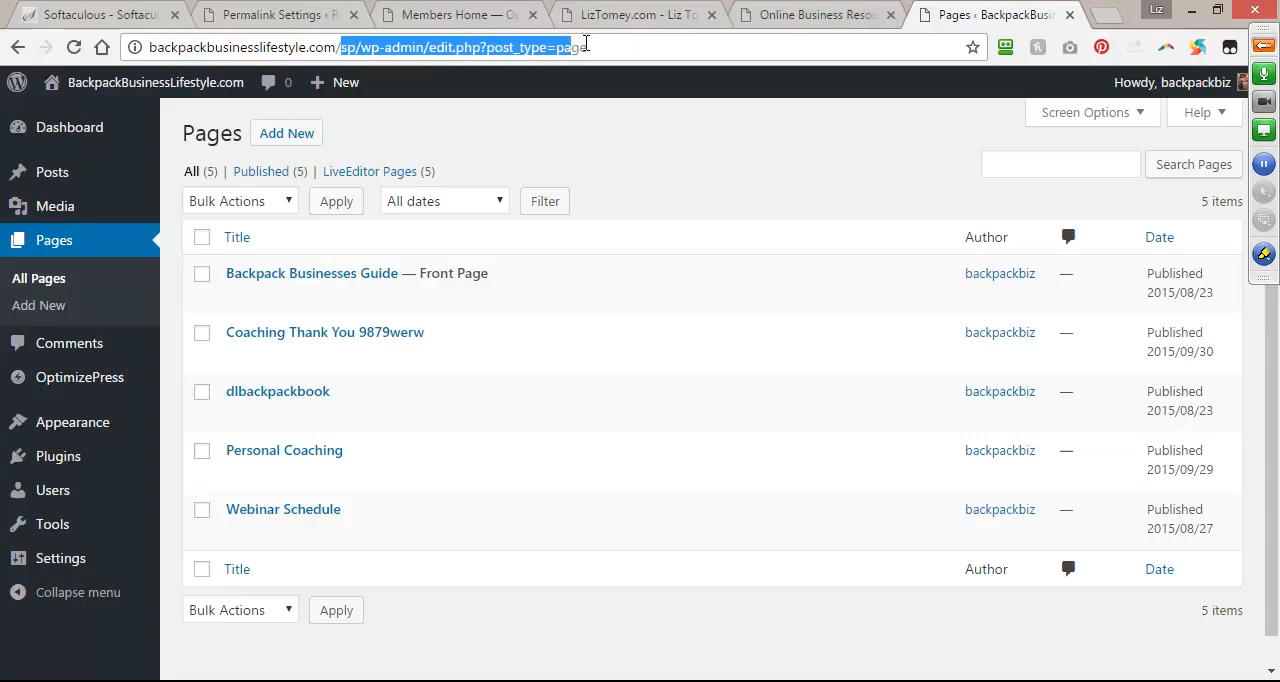 Softaculous - Softacul
Permalink Settings ‹ R
Members Home — Op
LizTomey.com - Liz To
Online Business Reso
Pages ‹ BackpackBusin
Liz
backpackbusinesslifestyle.com/sp/wp-admin/edit.php?post_type=page
BackpackBusinessLifestyle.com
0
New
Howdy, backpackbiz
Dashboard
Posts
Media
Pages
All Pages
Add New
Comments
OptimizePress
Appearance
Plugins
Users
Tools
Settings
Collapse menu
Pages Add New
Screen Options
Help
All (5) | Published (5) | LiveEditor Pages (5)
Search Pages
Bulk Actions
Apply
All dates
Filter
5 items
Title
Author
Date
Backpack Businesses Guide — Front Page
backpackbiz
—
Published
2015/08/23
Coaching Thank You 9879werw
backpackbiz
—
Published
2015/09/30
dlbackpackbook
backpackbiz
—
Published
2015/08/23
Personal Coaching
backpackbiz
—
Published
2015/09/29
Webinar Schedule
backpackbiz
—
Published
2015/08/27
Title
Author
Date
Bulk Actions
Apply
5 items